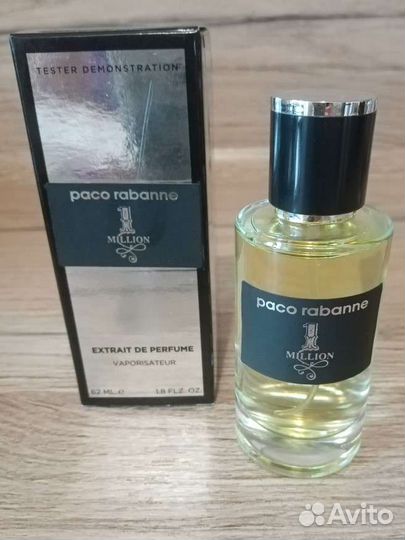 TESTER DEMONSTRATION
paco rabanne
1
MILLION
EXTRAIT DE PERFUME
VAPORISATEUR
62 ML. e 1.8 FL. OZ.
paco rabanne
1
MILLION
Avito